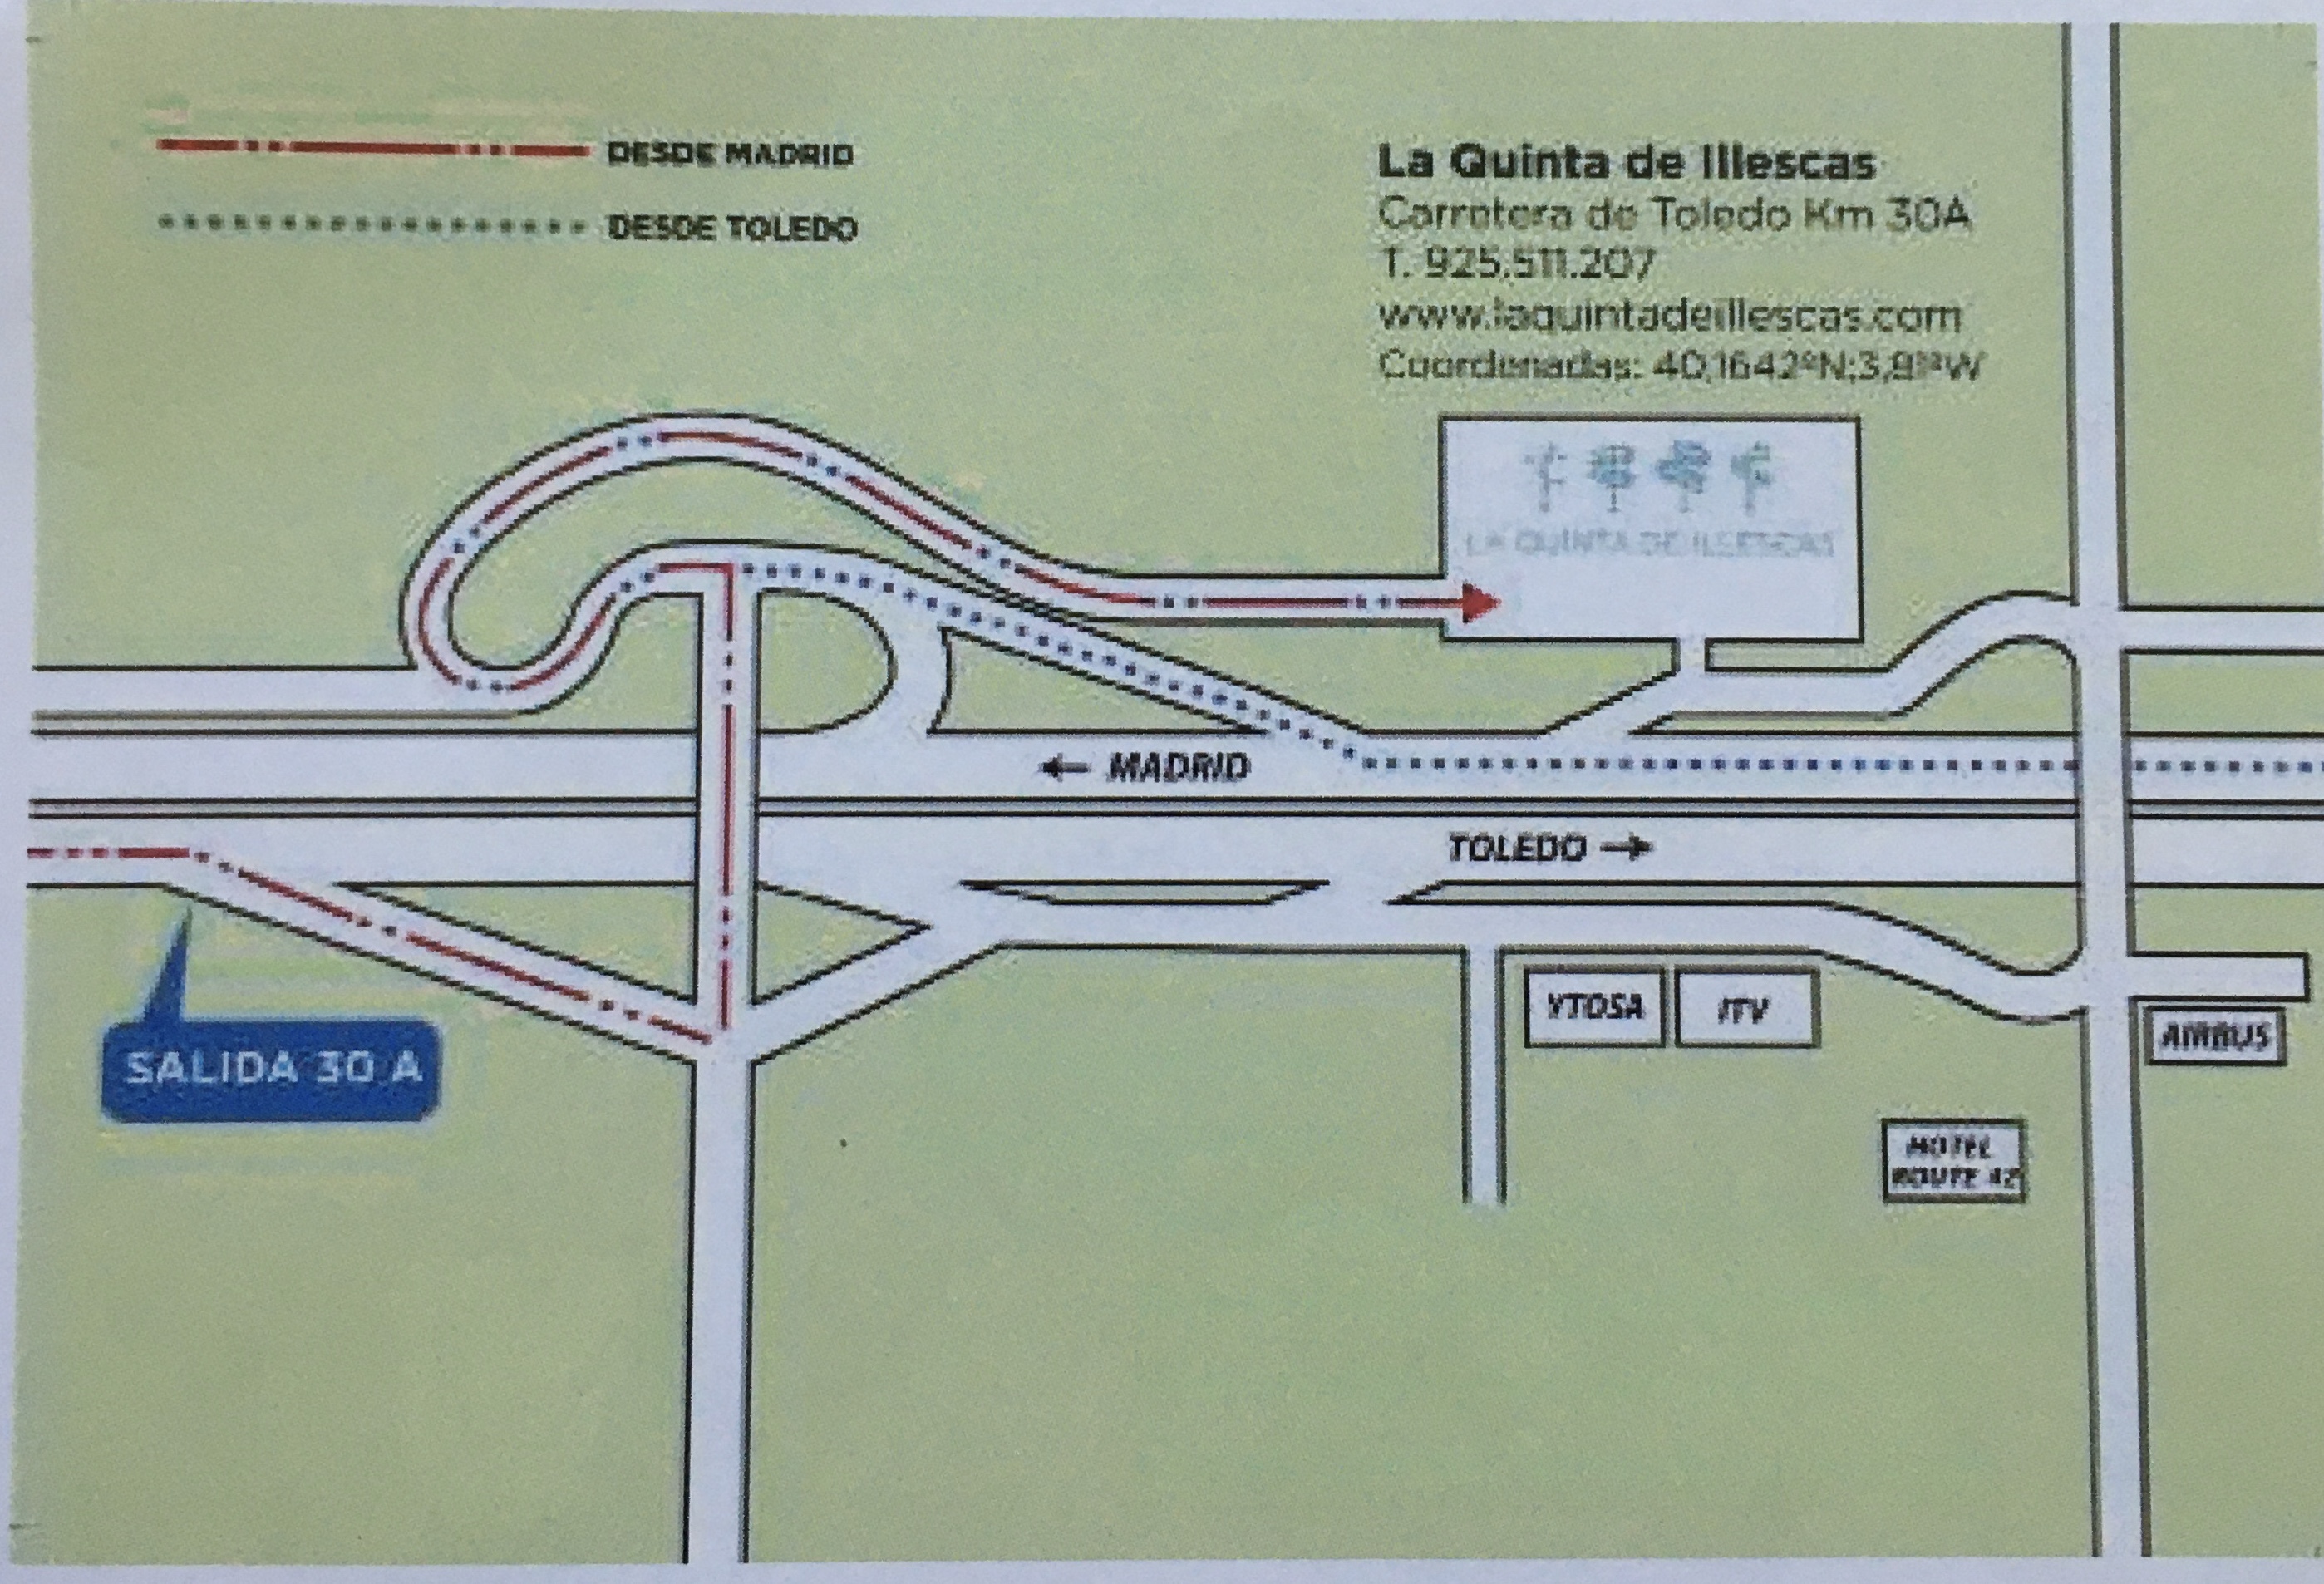 DESDE MADRID
DESDE TOLEDO
La Quinta de Illescas
Carretera de Toledo Km 30A
T. 925.511.207
www.laquintadeillescas.com
Coordenadas: 40,1642ºN;3,81ºW
LA QUINTA DE ILLESCAS
← MADRID
TOLEDO →
SALIDA 30 A
YTOSA
ITV
AIRBUS
HOTEL
ROUTE 42